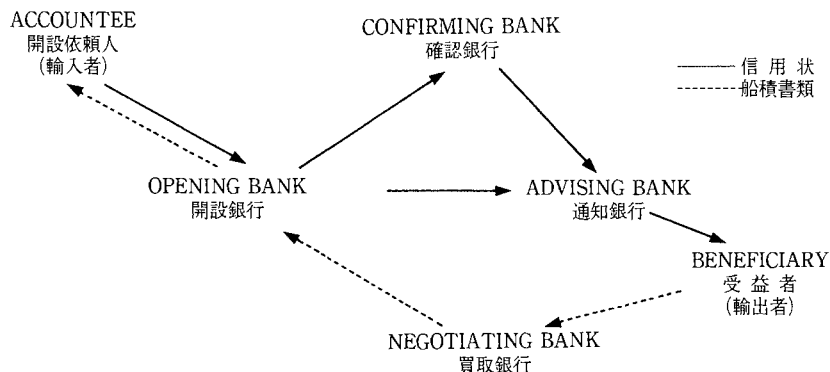 ACCOUNTEE
開設依頼人
(輸入者)
CONFIRMING BANK
確認銀行
信用状
船積書類
OPENING BANK
開設銀行
ADVISING BANK
通知銀行
BENEFICIARY
受益者
(輸出者)
NEGOTIATING BANK
買取銀行